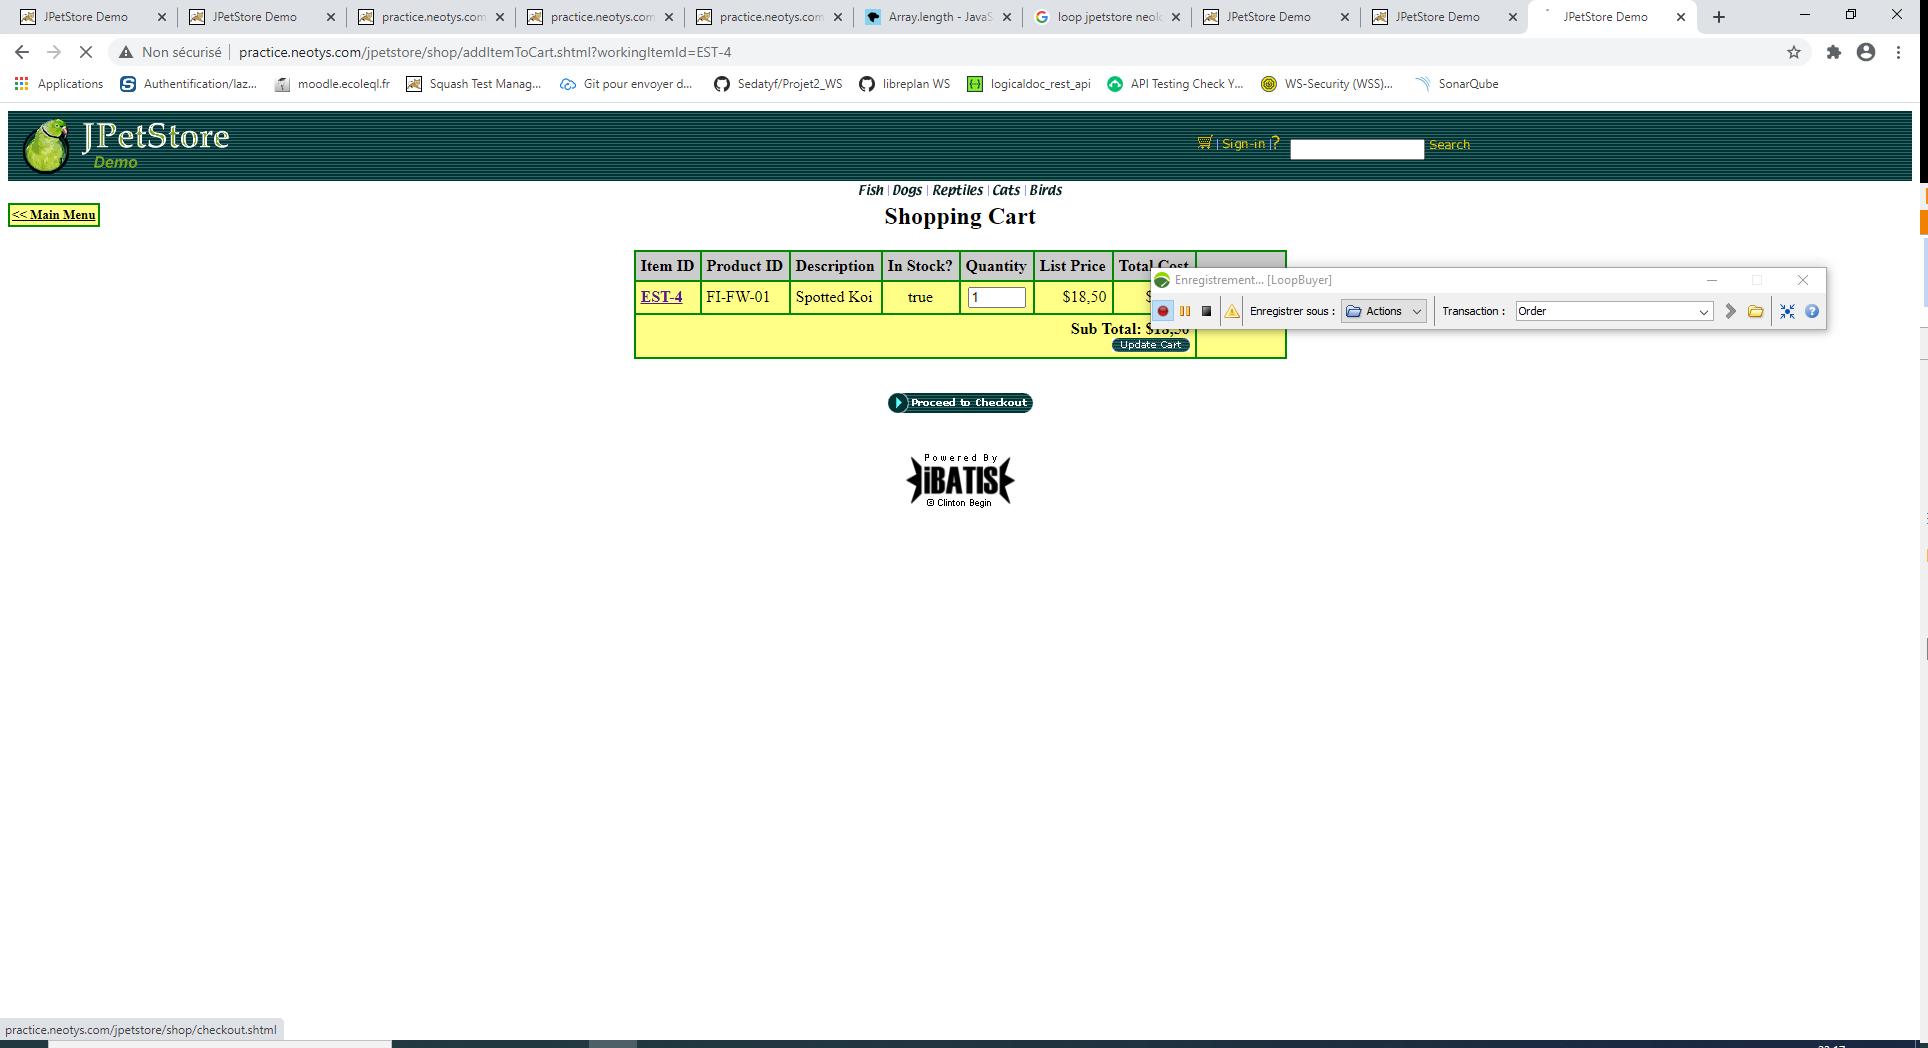 JPetStore Demo
JPetStore Demo
practice.neotys.com
practice.neotys.com
practice.neotys.com
Array.length - JavaS
loop jpetstore neol
JPetStore Demo
JPetStore Demo
JPetStore Demo
Non sécurisé practice.neotys.com/jpetstore/shop/addItemToCart.shtml?workingItemId=EST-4
Applications Authentification/laz... moodle.ecoleql.fr Squash Test Manag... Git pour envoyer d... Sedatyf/Projet2_WS libreplan WS logicaldoc_rest_api API Testing Check Y... WS-Security (WSS)... SonarQube
JPetStore
Demo
| Sign-in | ? Search
Fish | Dogs | Reptiles | Cats | Birds
<< Main Menu
Shopping Cart
Item ID Product ID Description In Stock? Quantity List Price Total Cost
Enregistrement... [LoopBuyer]
EST-4 FI-FW-01 Spotted Koi true 1 $18,50 $
Enregistrer sous : Actions Transaction : Order
Sub Total: $18,50
Update Cart
Proceed to Checkout
Powered By
iBATIS
© Clinton Begin
practice.neotys.com/jpetstore/shop/checkout.shtml